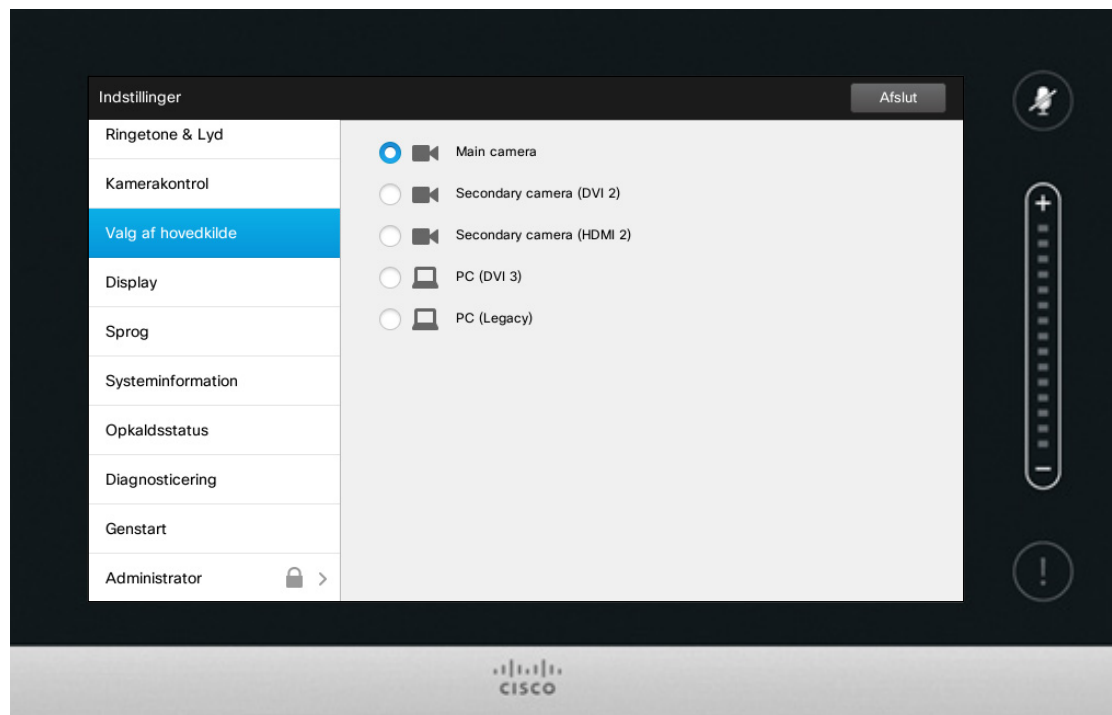 Indstillinger
Afslut
Ringetone & Lyd
Kamerakontrol
Valg af hovedkilde
Display
Sprog
Systeminformation
Opkaldsstatus
Diagnosticering
Genstart
Administrator
Main camera
Secondary camera (DVI 2)
Secondary camera (HDMI 2)
PC (DVI 3)
PC (Legacy)
CISCO